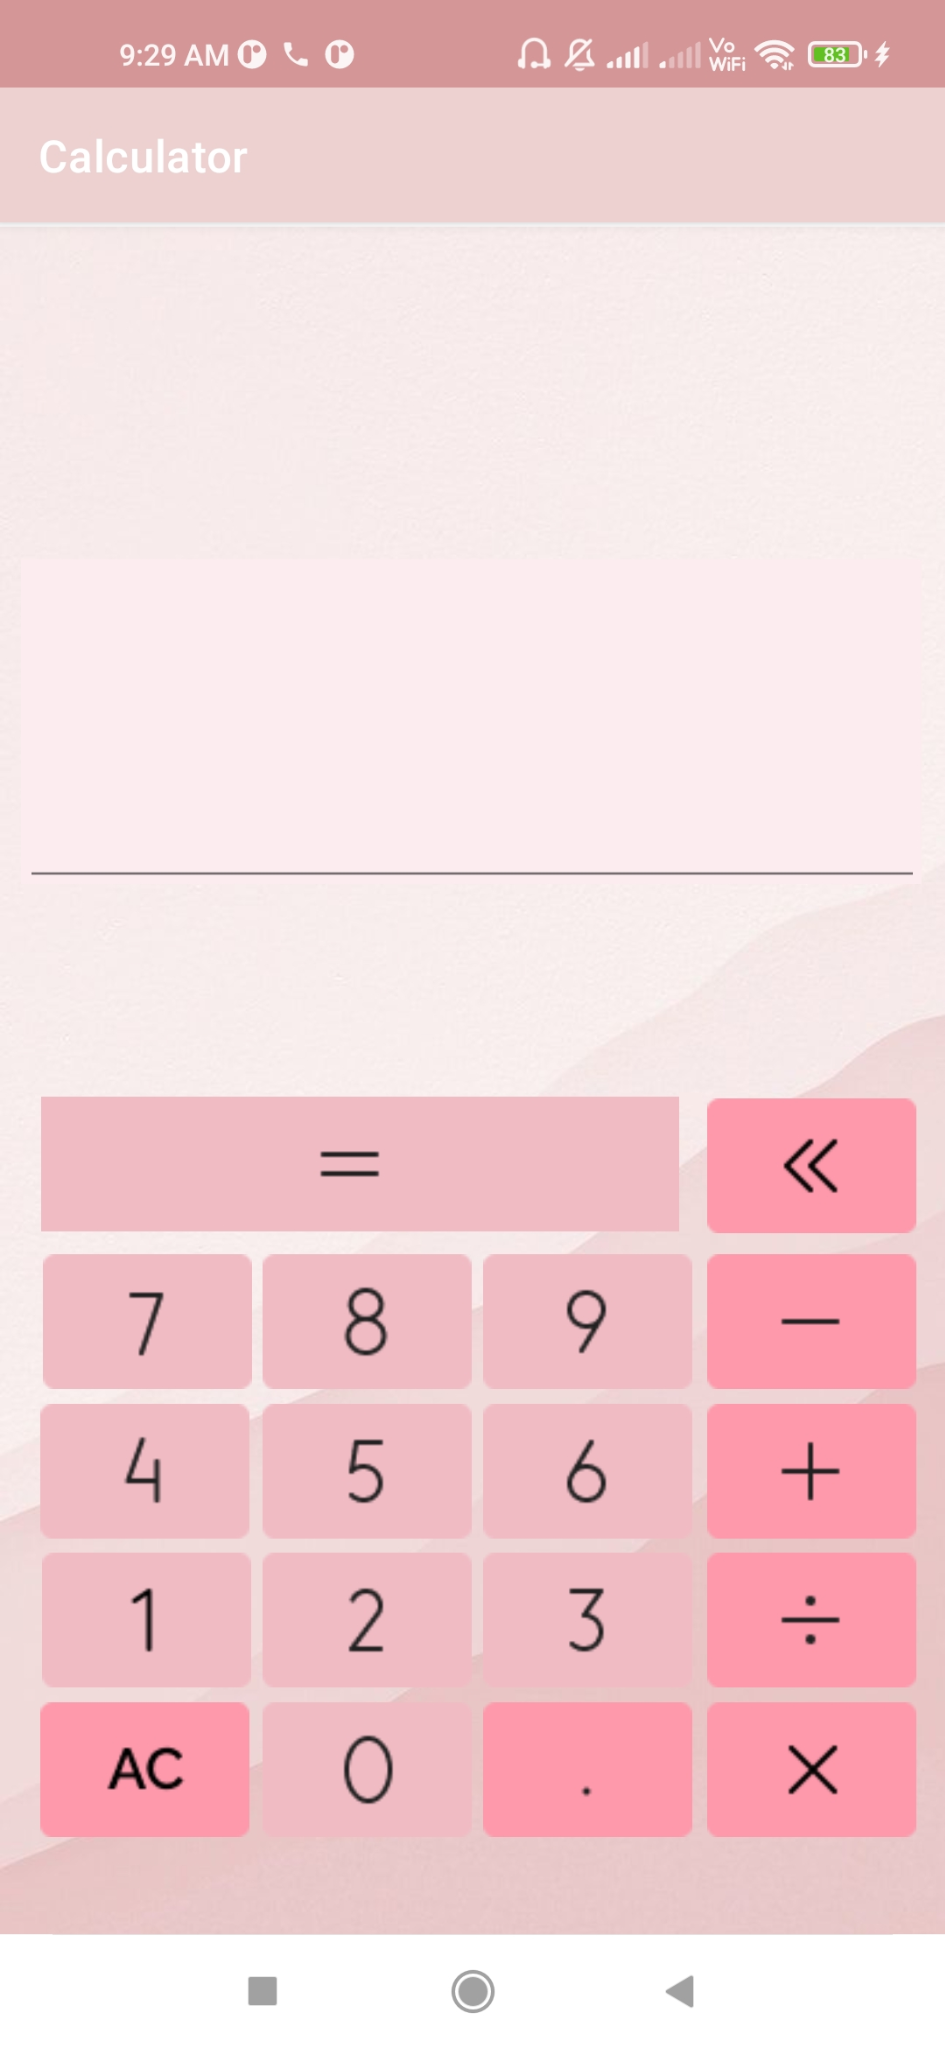 9:29 AM Vo WiFi 83
Calculator
= «
7 8 9 −
4 5 6 +
1 2 3 ÷
AC 0 . ×